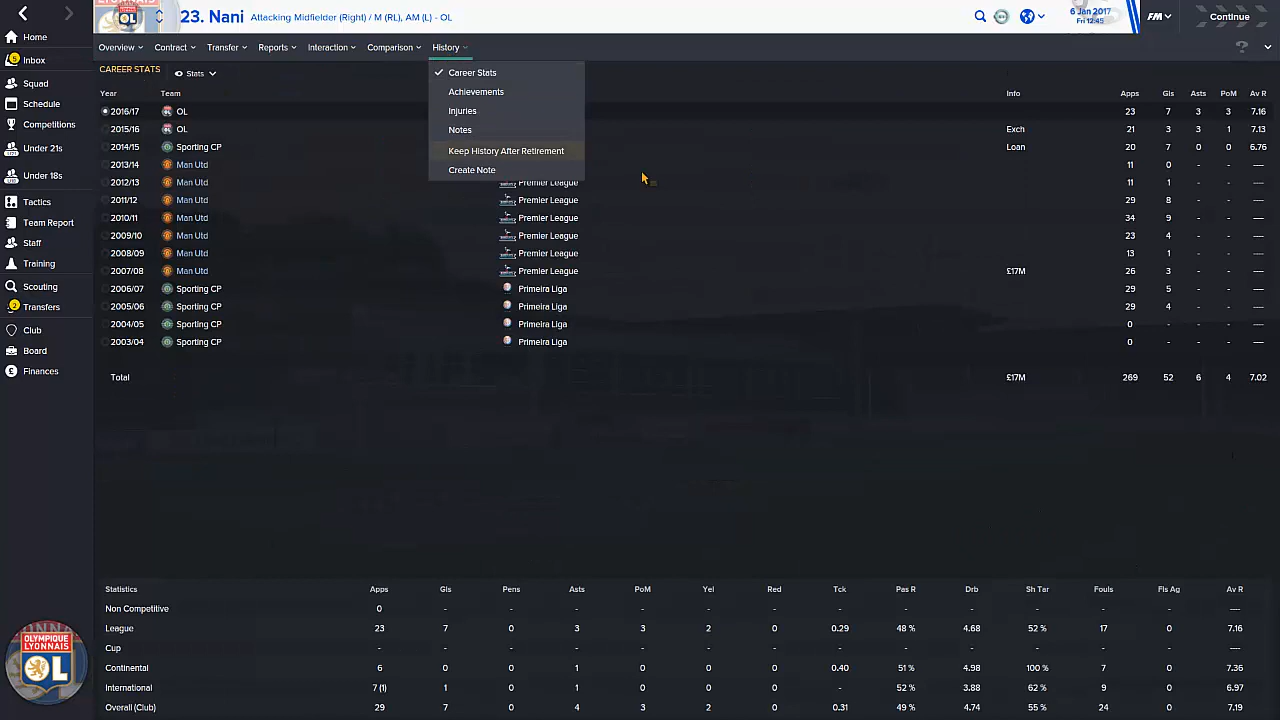 23. Nani Attacking Midfielder (Right) / M (RL), AM (L) - OL
6 Jan 2017
Fri 12:45
FM
Continue
Home
Inbox
Squad
Schedule
Competitions
Under 21s
Under 18s
Tactics
Team Report
Staff
Training
Scouting
2
Transfers
Club
Board
Finances
OLYMPIQUE
LYONNAIS
OL
Overview Contract Transfer Reports Interaction Comparison History
Career Stats
Achievements
Injuries
Notes
Keep History After Retirement
Create Note
CAREER STATS Stats
Year Team Info Apps Gls Asts PoM Av R
2016/17 OL 23 7 3 3 7.16
2015/16 OL Exch 21 3 3 1 7.13
2014/15 Sporting CP Loan 20 7 0 0 6.76
2013/14 Man Utd 11 0 - - ---
2012/13 Man Utd Premier League 11 1 - - ---
2011/12 Man Utd Premier League 29 8 - - ---
2010/11 Man Utd Premier League 34 9 - - ---
2009/10 Man Utd Premier League 23 4 - - ---
2008/09 Man Utd Premier League 13 1 - - ---
2007/08 Man Utd Premier League £17M 26 3 - - ---
2006/07 Sporting CP Primeira Liga 29 5 - - ---
2005/06 Sporting CP Primeira Liga 29 4 - - ---
2004/05 Sporting CP Primeira Liga 0 - - - ---
2003/04 Sporting CP Primeira Liga 0 - - - ---
Total £17M 269 52 6 4 7.02
Statistics Apps Gls Pens Asts PoM Yel Red Tck Pas R Drb Sh Tar Fouls Fls Ag Av R
Non Competitive 0 - - - - - - - - - - - - ---
League 23 7 0 3 3 2 0 0.29 48 % 4.68 52 % 17 0 7.16
Cup - - - - - - - - - - - - - ---
Continental 6 0 0 1 0 0 0 0.40 51 % 4.98 100 % 7 0 7.36
International 7 (1) 1 0 1 0 0 0 - 52 % 3.88 62 % 9 0 6.97
Overall (Club) 29 7 0 4 3 2 0 0.31 49 % 4.74 55 % 24 0 7.19